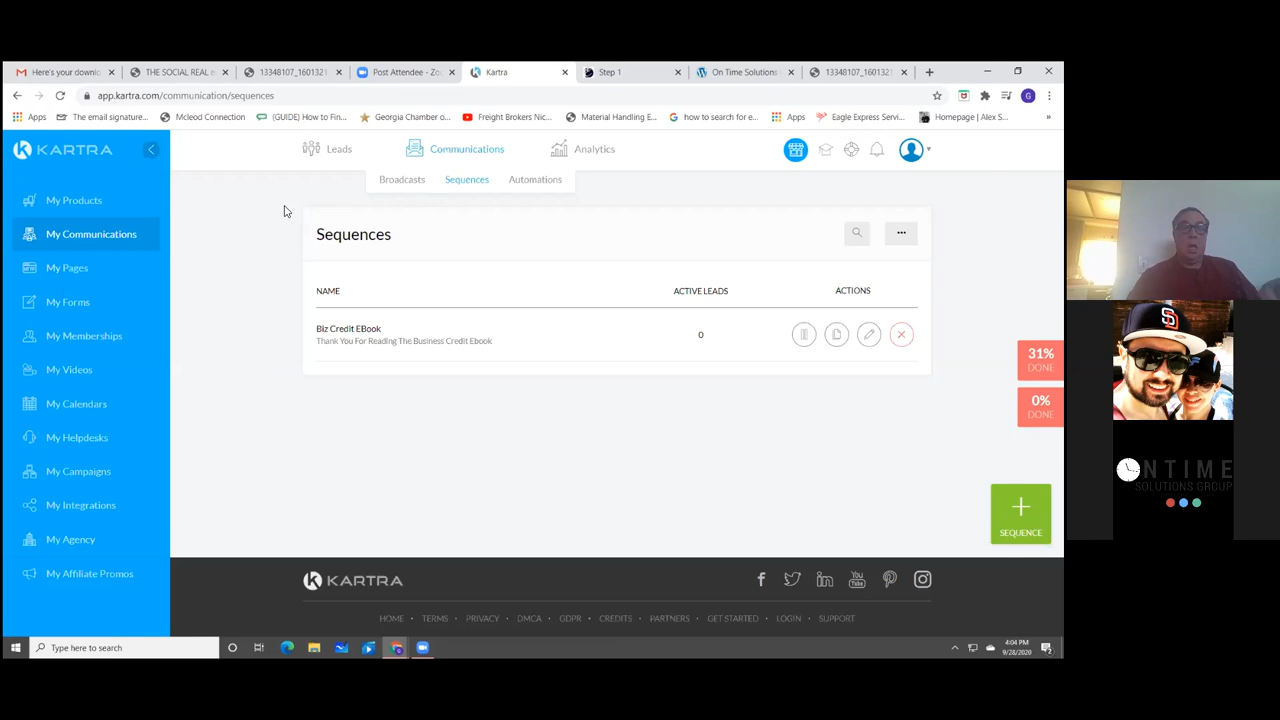 Here's your downlo
THE SOCIAL REAL e
13348107_1601321
Post Attendee - Zoo
Kartra
Step 1
On Time Solutions
13348107_1601321
app.kartra.com/communication/sequences
Apps
The email signature...
Mcleod Connection
(GUIDE) How to Fin...
Georgia Chamber o...
Freight Brokers Nic...
Material Handling E...
how to search for e...
Apps
Eagle Express Servi...
Homepage | Alex S...
»
KARTRA
Leads
Communications
Analytics
Broadcasts
Sequences
Automations
My Products
My Communications
My Pages
My Forms
My Memberships
My Videos
My Calendars
My Helpdesks
My Campaigns
My Integrations
My Agency
My Affiliate Promos
Sequences
NAME
ACTIVE LEADS
ACTIONS
Biz Credit EBook
0
Thank You For Reading The Business Credit Ebook
31%
DONE
0%
DONE
+
SEQUENCE
KARTRA
HOME • TERMS • PRIVACY • DMCA • GDPR • CREDITS • PARTNERS • GET STARTED • LOGIN • SUPPORT
Type here to search
4:04 PM
9/28/2020
SD
ONTIME
SOLUTIONS GROUP